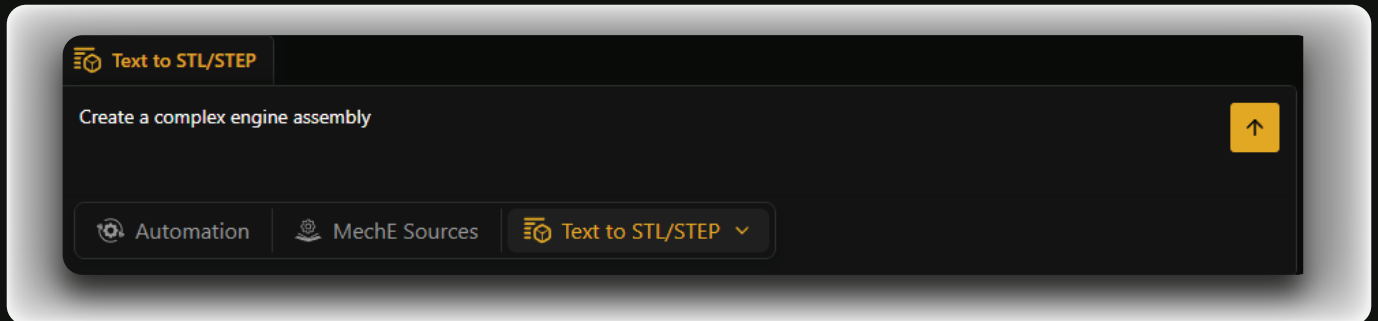 Text to STL/STEP
Create a complex engine assembly
Automation MechE Sources Text to STL/STEP